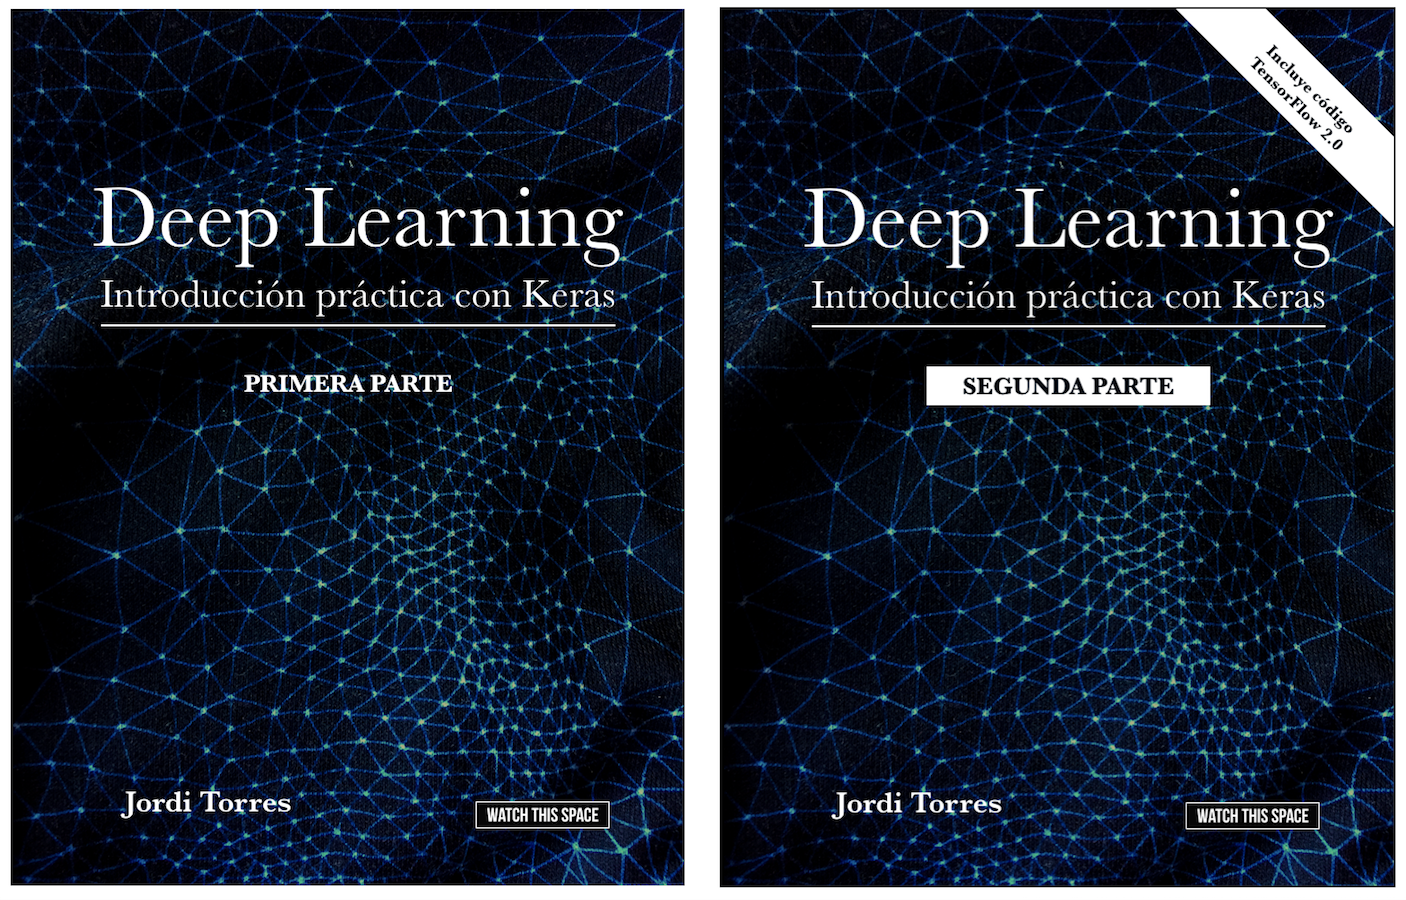 Deep Learning
Introducción práctica con Keras
PRIMERA PARTE
Jordi Torres
WATCH THIS SPACE
Incluye código
TensorFlow 2.0
Deep Learning
Introducción práctica con Keras
SEGUNDA PARTE
Jordi Torres
WATCH THIS SPACE